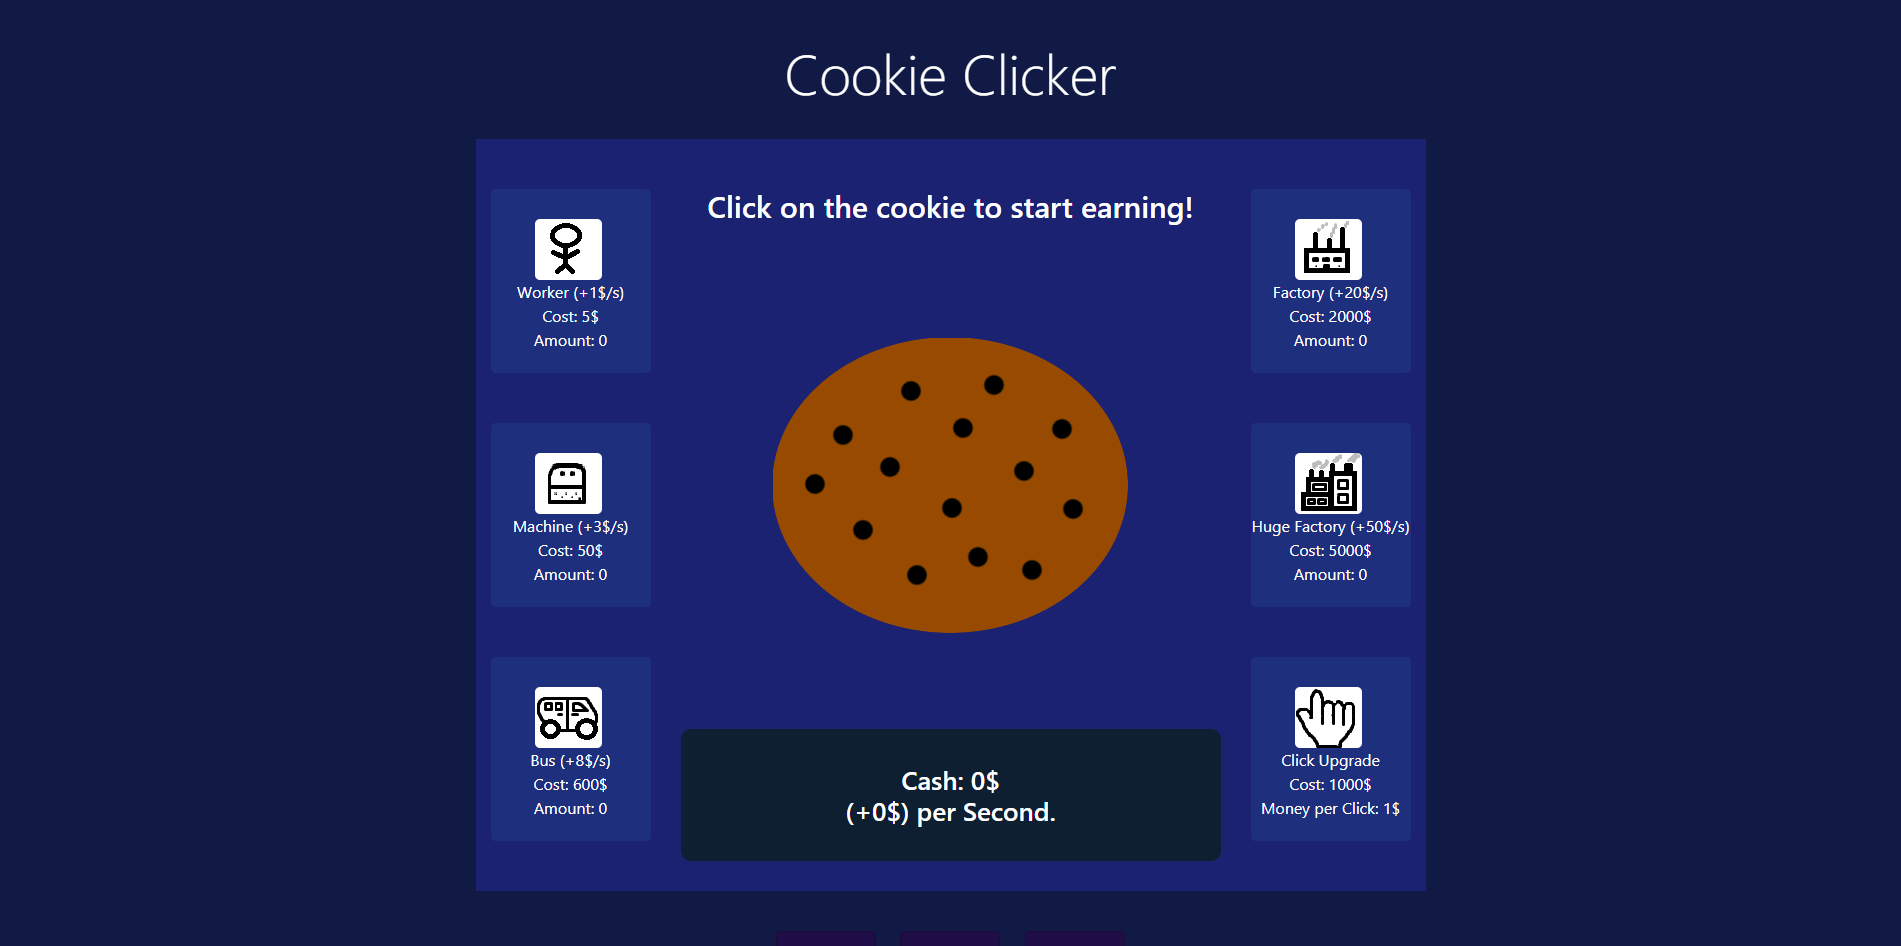 Cookie Clicker
Click on the cookie to start earning!
Worker (+1$/s)
Cost: 5$
Amount: 0
Machine (+3$/s)
Cost: 50$
Amount: 0
Bus (+8$/s)
Cost: 600$
Amount: 0
Cash: 0$
(+0$) per Second.
Factory (+20$/s)
Cost: 2000$
Amount: 0
Huge Factory (+50$/s)
Cost: 5000$
Amount: 0
Click Upgrade
Cost: 1000$
Money per Click: 1$